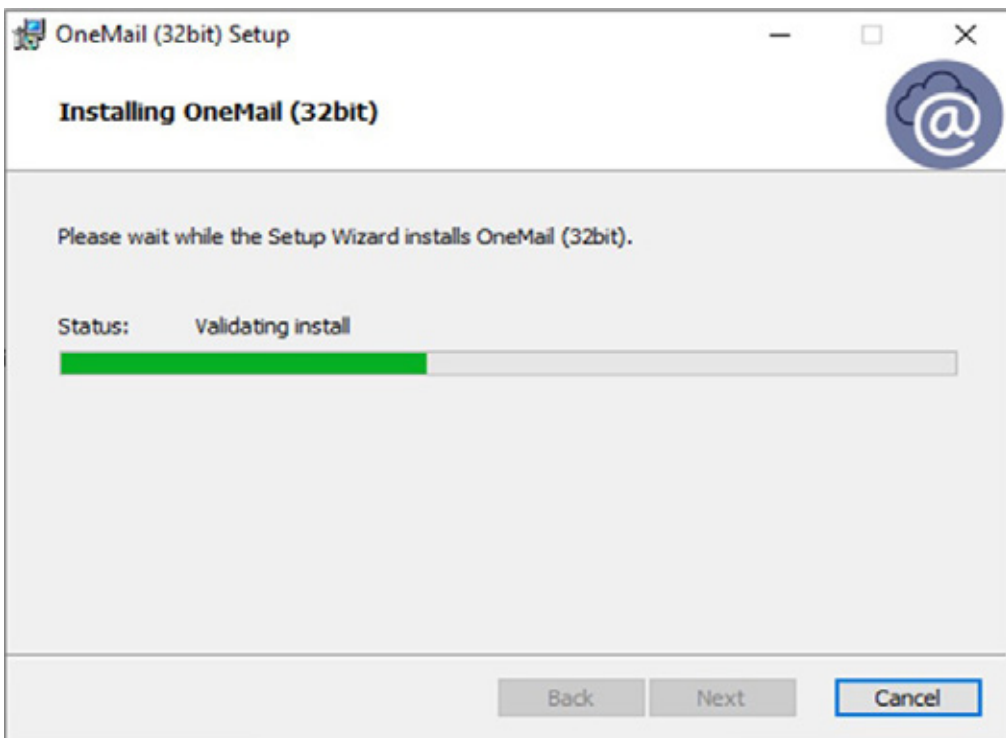 OneMail (32bit) Setup
Installing OneMail (32bit)
@
Please wait while the Setup Wizard installs OneMail (32bit).
Status: Validating install
Back Next Cancel